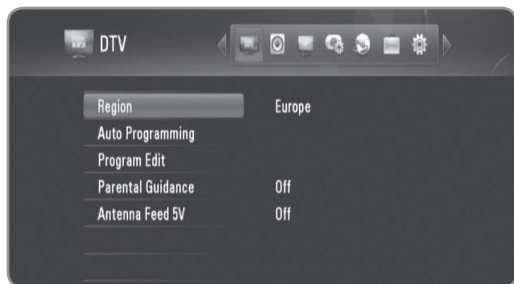 DTV
Region Europe
Auto Programming
Program Edit
Parental Guidance Off
Antenna Feed 5V Off